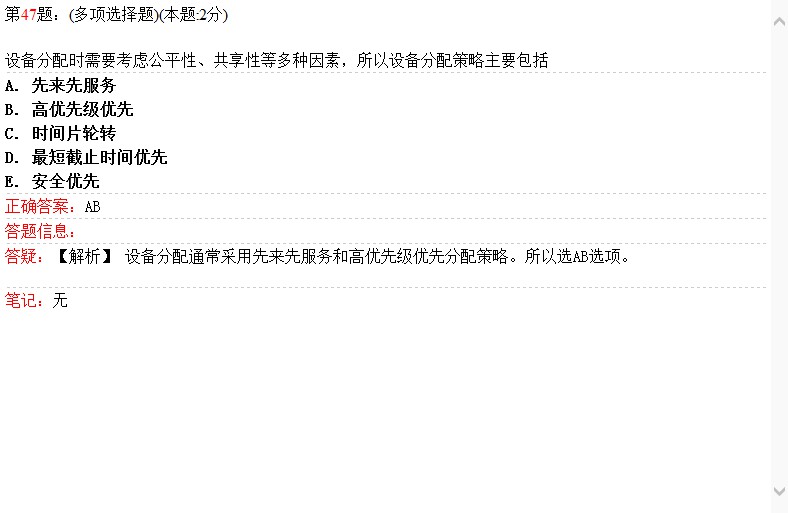 第47题：(多项选择题)(本题:2分)
设备分配时需要考虑公平性、共享性等多种因素，所以设备分配策略主要包括
A. 先来先服务
B. 高优先级优先
C. 时间片轮转
D. 最短截止时间优先
E. 安全优先
正确答案：AB
答题信息：
答疑：【解析】 设备分配通常采用先来先服务和高优先级优先分配策略。所以选AB选项。
笔记：无